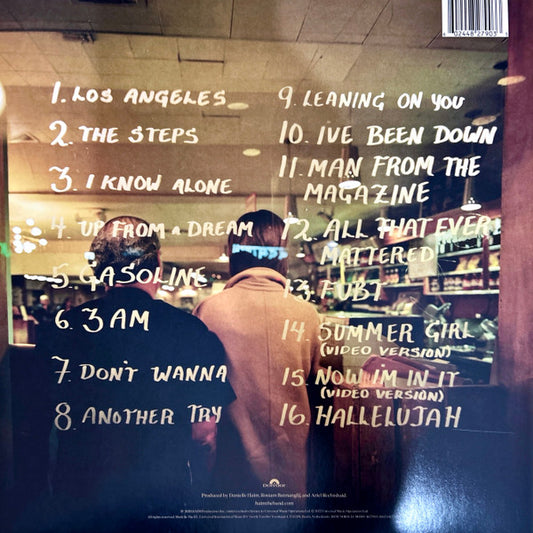 1. LOS ANGELES
2. THE STEPS
3. I KNOW ALONE
4. UP FROM A DREAM
5. GASOLINE
6. 3 AM
7. DON'T WANNA
8. ANOTHER TRY
9. LEANING ON YOU
10. I'VE BEEN DOWN
11. MAN FROM THE
MAGAZINE
12. ALL THAT EVER
MATTERED
13. FUBT
14. SUMMER GIRL
(VIDEO VERSION)
15. NOW I'M IN IT
(VIDEO VERSION)
16. HALLELUJAH
Produced by Danielle Haim, Rostam Batmanglij, and Ariel Rechtshaid.
haimtheband.com